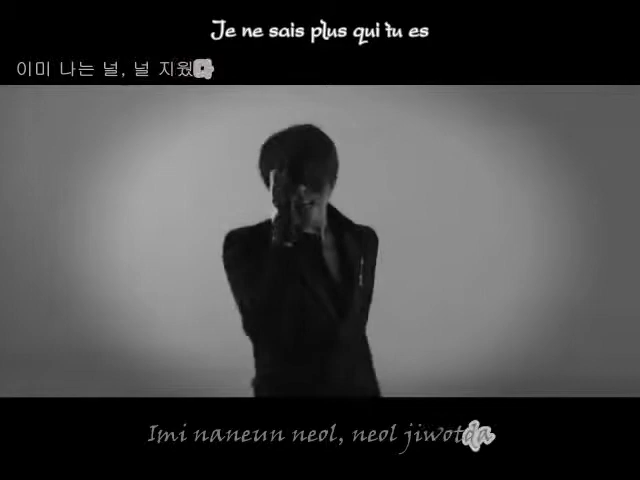 Je ne sais plus qui tu es
이미 나는 널, 널 지웠다
Imi naneun neol, neol jiwotda